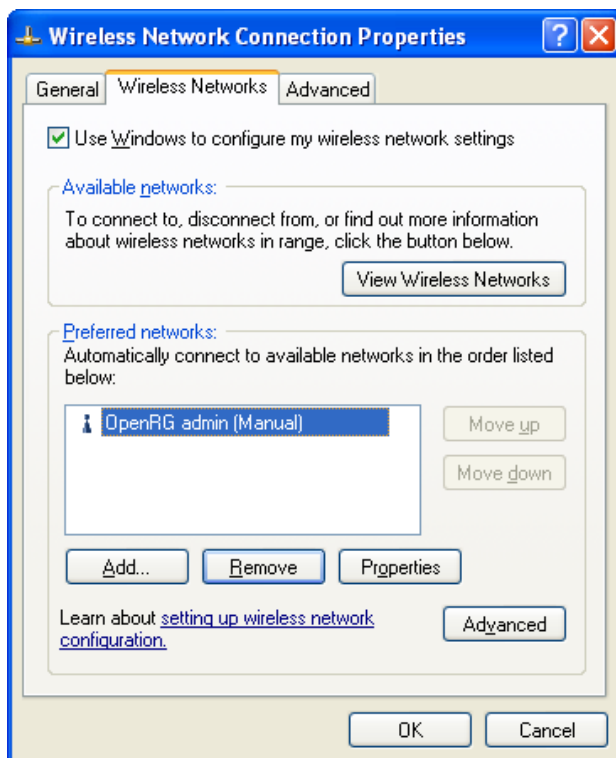 Wireless Network Connection Properties
General
Wireless Networks
Advanced
Use Windows to configure my wireless network settings
Available networks:
To connect to, disconnect from, or find out more information
about wireless networks in range, click the button below.
View Wireless Networks
Preferred networks:
Automatically connect to available networks in the order listed
below:
OpenRG admin (Manual)
Move up
Move down
Add...
Remove
Properties
Learn about setting up wireless network
configuration.
Advanced
OK
Cancel